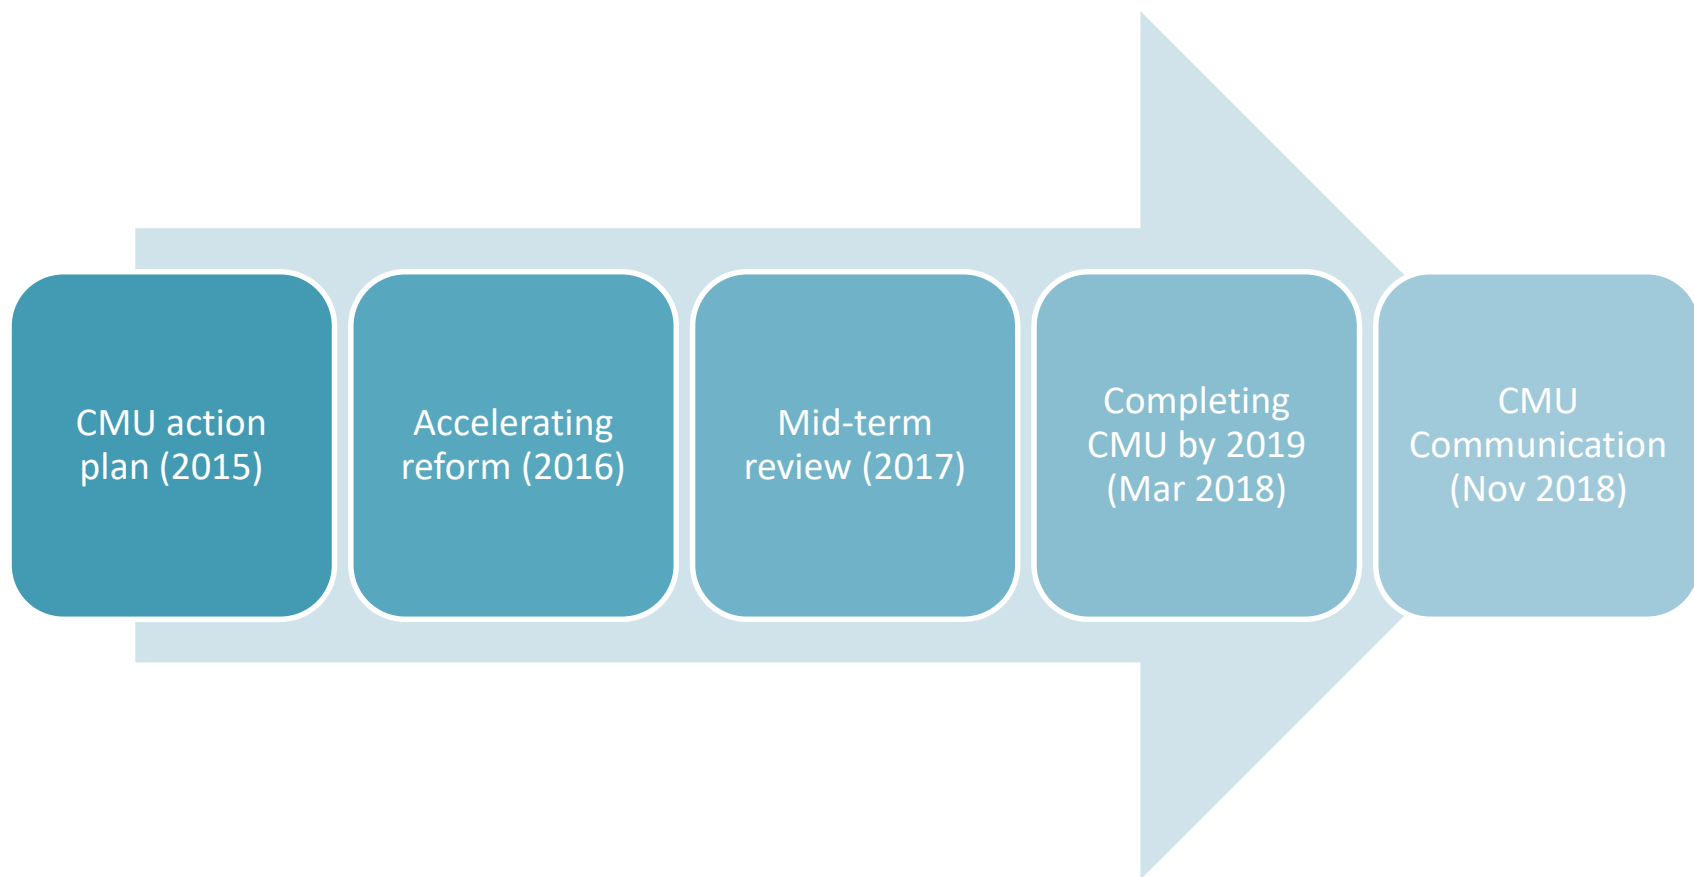 CMU action
plan (2015)
Accelerating
reform (2016)
Mid-term
review (2017)
Completing
CMU by 2019
(Mar 2018)
CMU
Communication
(Nov 2018)